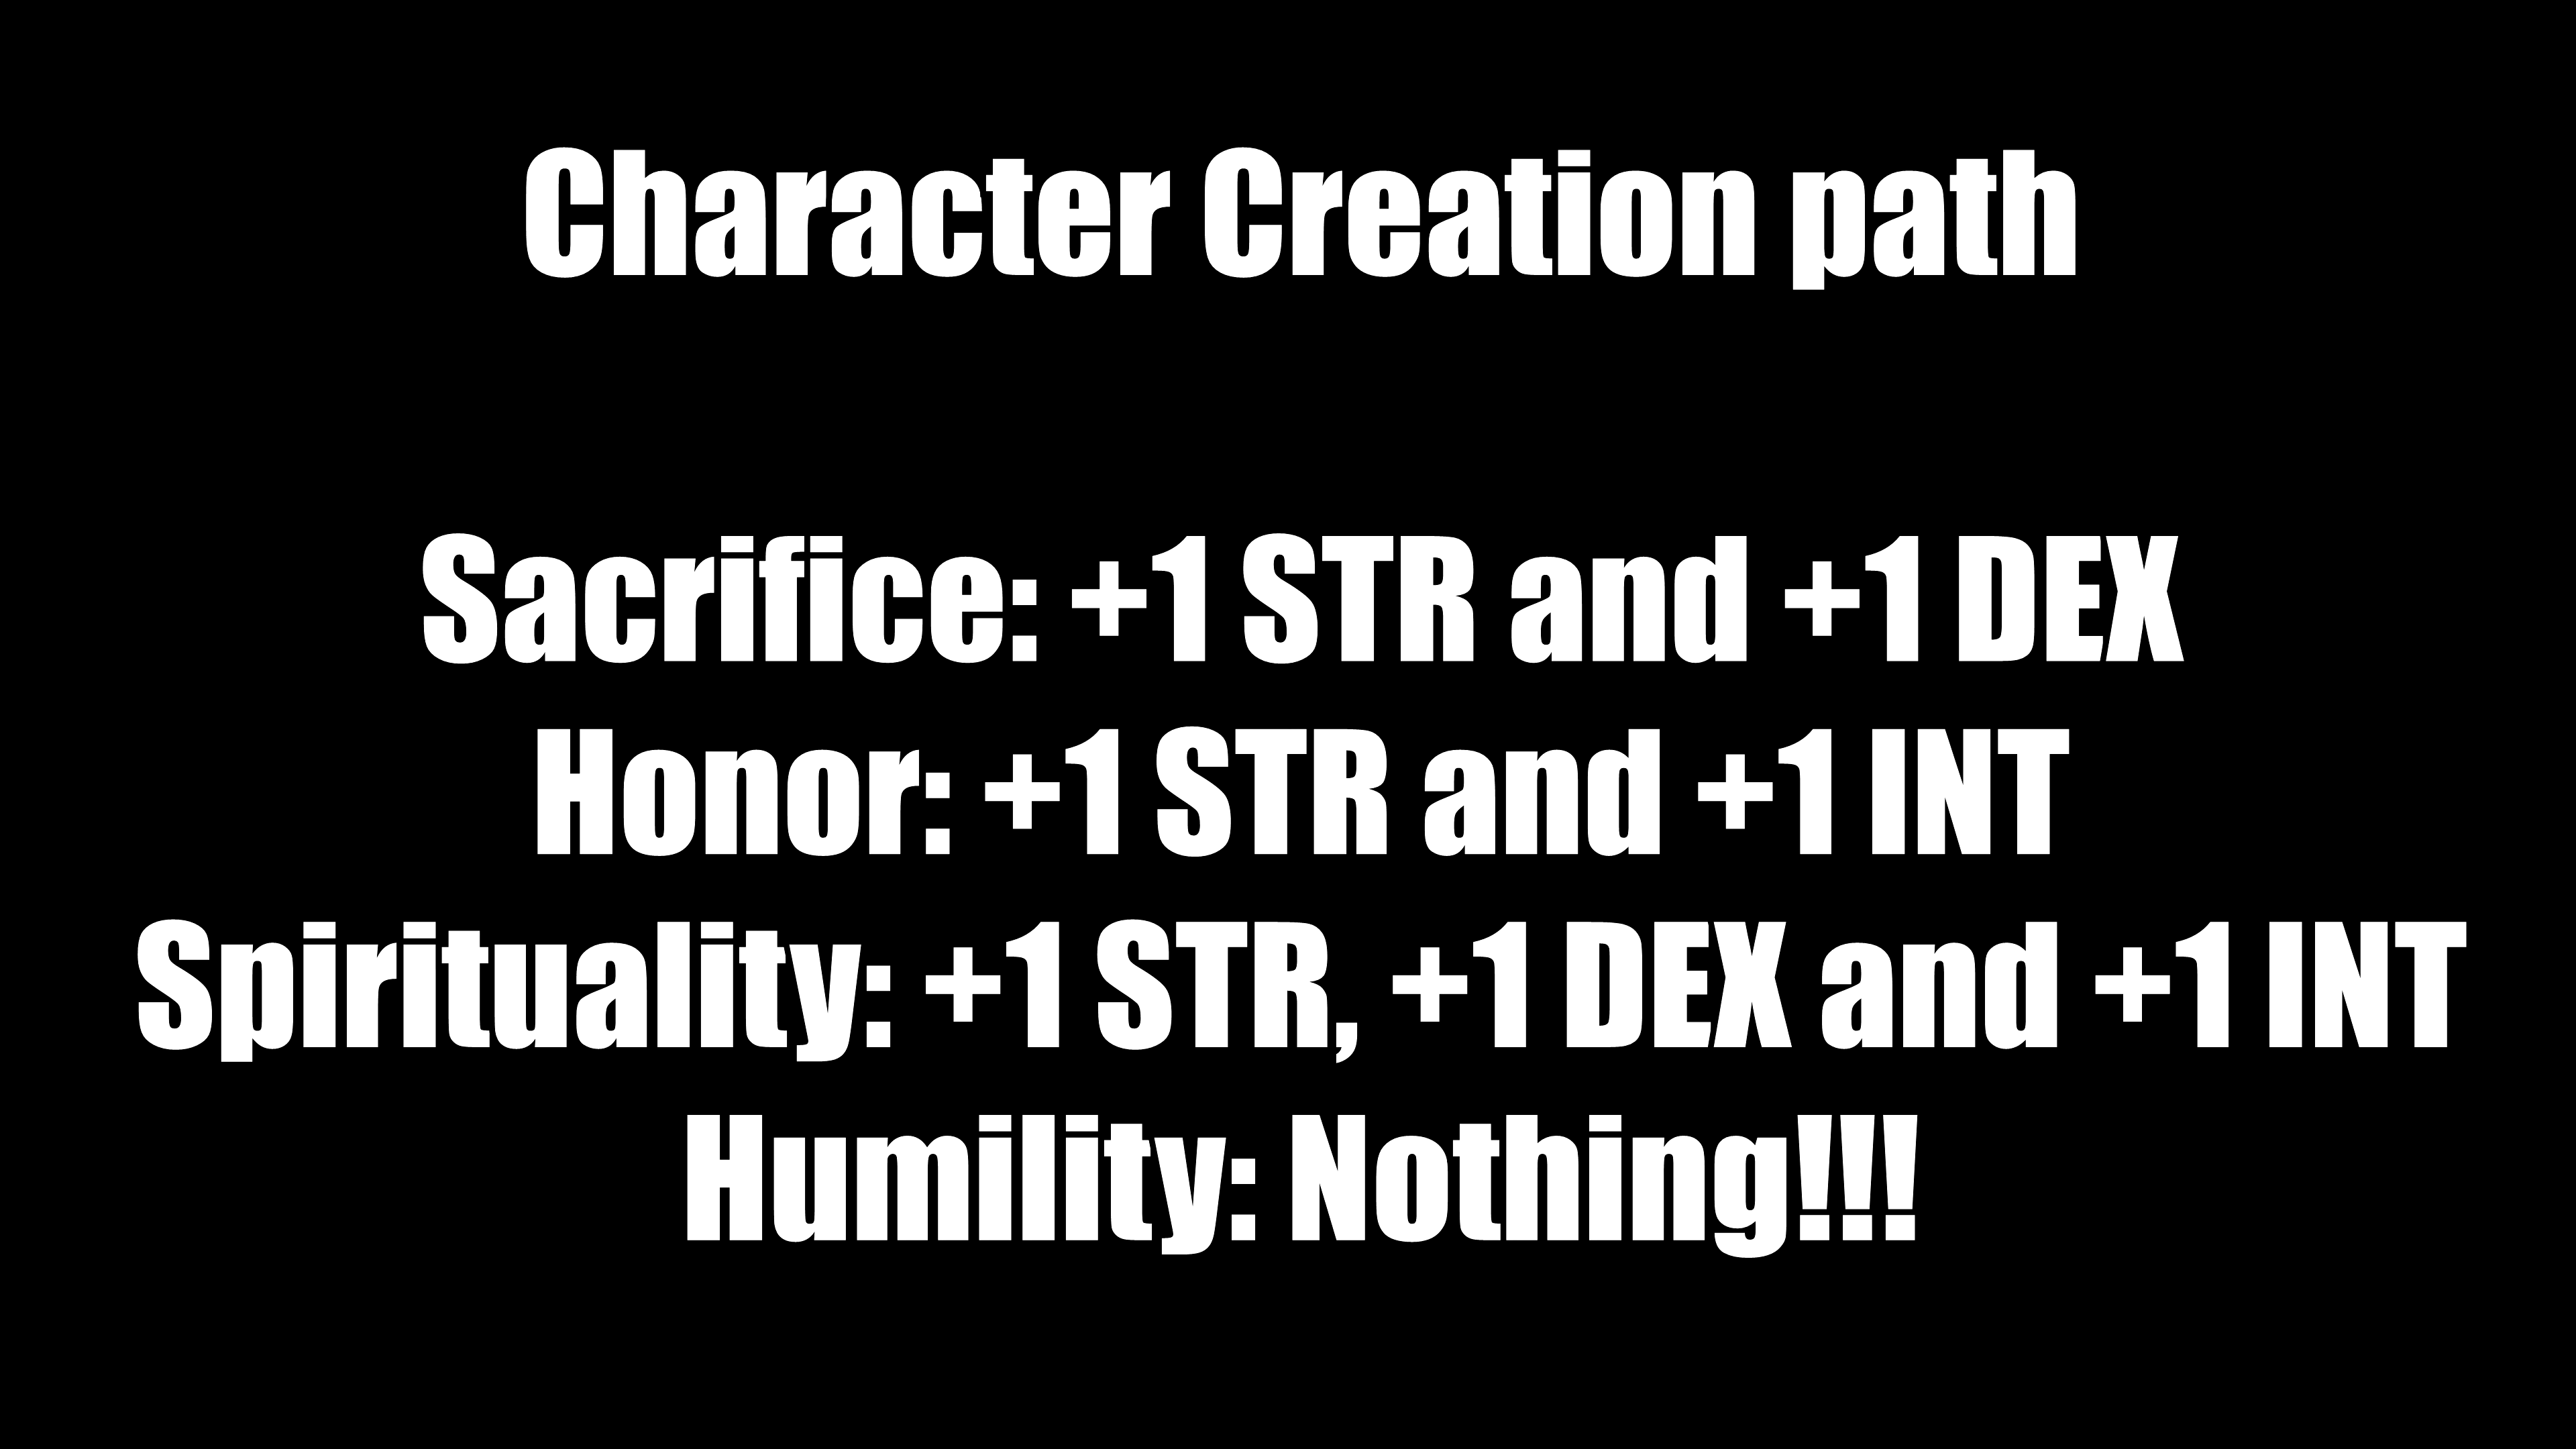 Character Creation path
Sacrifice: +1 STR and +1 DEX
Honor: +1 STR and +1 INT
Spirituality: +1 STR, +1 DEX and +1 INT
Humility: Nothing!!!